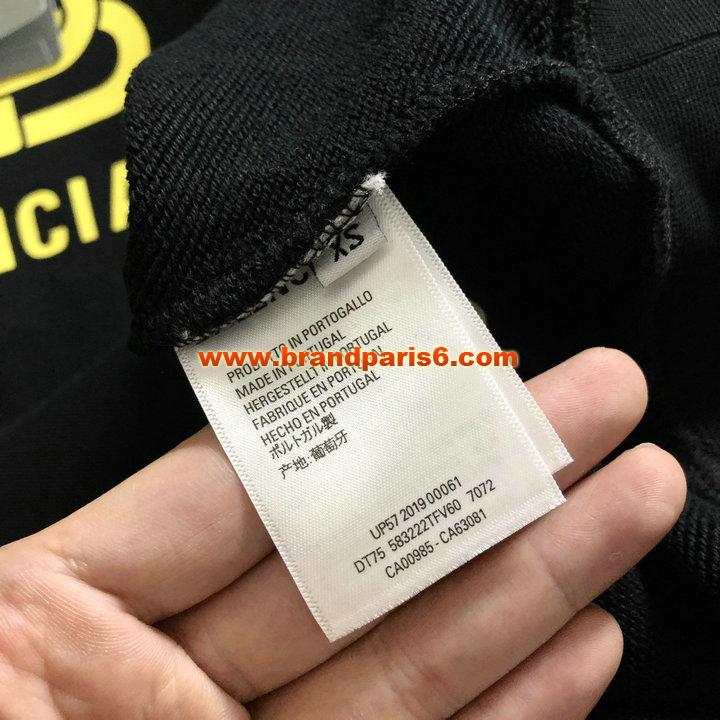 NCIA
XS
ENC
PRODOTTO IN PORTOGALLO
MADE IN PORTUGAL
www.brandparis6.com
HERGESTELLT IN PORTUGAL
FABRIQUE EN PORTUGAL
HECHO EN PORTUGAL
ポルトガル製
产地:葡萄牙
UP57 2019 00061
DT75 583222TFV60 7072
CA00985 - CA63081